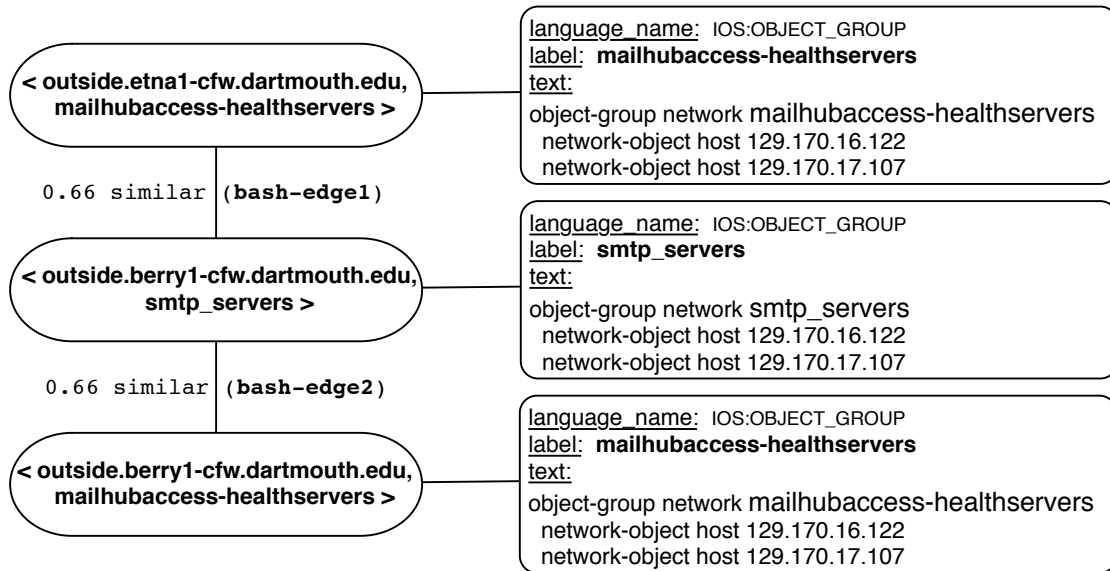 < outside.etna1-cfw.dartmouth.edu,
mailhubaccess-healthservers >
language_name: IOS:OBJECT_GROUP
label: mailhubaccess-healthservers
text:
object-group network mailhubaccess-healthservers
network-object host 129.170.16.122
network-object host 129.170.17.107
0.66 similar (bash-edge1)
< outside.berry1-cfw.dartmouth.edu,
smtp_servers >
language_name: IOS:OBJECT_GROUP
label: smtp_servers
text:
object-group network smtp_servers
network-object host 129.170.16.122
network-object host 129.170.17.107
0.66 similar (bash-edge2)
< outside.berry1-cfw.dartmouth.edu,
mailhubaccess-healthservers >
language_name: IOS:OBJECT_GROUP
label: mailhubaccess-healthservers
text:
object-group network mailhubaccess-healthservers
network-object host 129.170.16.122
network-object host 129.170.17.107